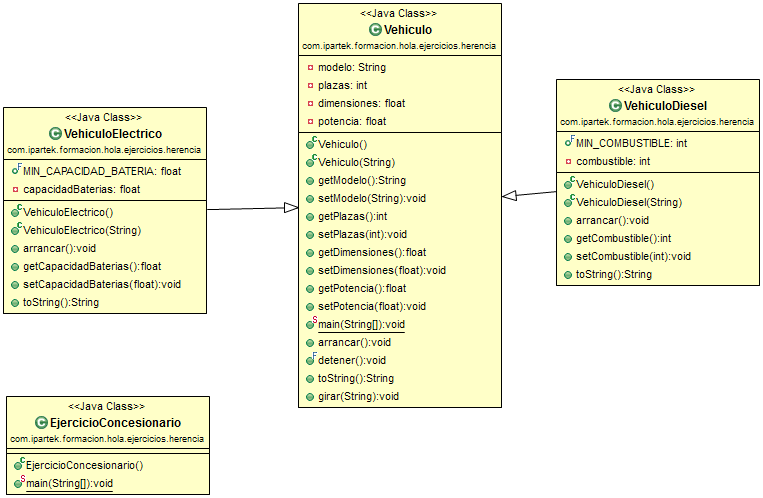 <<Java Class>>
Vehiculo
com.ipartek.formacion.hola.ejercicios.herencia
modelo: String
plazas: int
dimensiones: float
potencia: float
Vehiculo()
Vehiculo(String)
getModelo():String
setModelo(String):void
getPlazas():int
setPlazas(int):void
getDimensiones():float
setDimensiones(float):void
getPotencia():float
setPotencia(float):void
main(String[]):void
arrancar():void
detener():void
toString():String
girar(String):void
<<Java Class>>
VehiculoElectrico
com.ipartek.formacion.hola.ejercicios.herencia
MIN_CAPACIDAD_BATERIA: float
capacidadBaterias: float
VehiculoElectrico()
VehiculoElectrico(String)
arrancar():void
getCapacidadBaterias():float
setCapacidadBaterias(float):void
toString():String
<<Java Class>>
VehiculoDiesel
com.ipartek.formacion.hola.ejercicios.herencia
MIN_COMBUSTIBLE: int
combustible: int
VehiculoDiesel()
VehiculoDiesel(String)
arrancar():void
getCombustible():int
setCombustible(int):void
toString():String
<<Java Class>>
EjercicioConcesionario
com.ipartek.formacion.hola.ejercicios.herencia
EjercicioConcesionario()
main(String[]):void